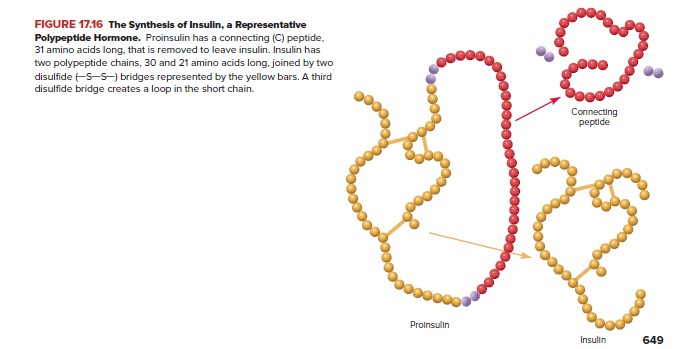 FIGURE 17.16 The Synthesis of Insulin, a Representative
Polypeptide Hormone. Proinsulin has a connecting (C) peptide,
31 amino acids long, that is removed to leave insulin. Insulin has
two polypeptide chains, 30 and 21 amino acids long, joined by two
disulfide (—S—S—) bridges represented by the yellow bars. A third
disulfide bridge creates a loop in the short chain.
Connecting
peptide
Proinsulin
Insulin
649